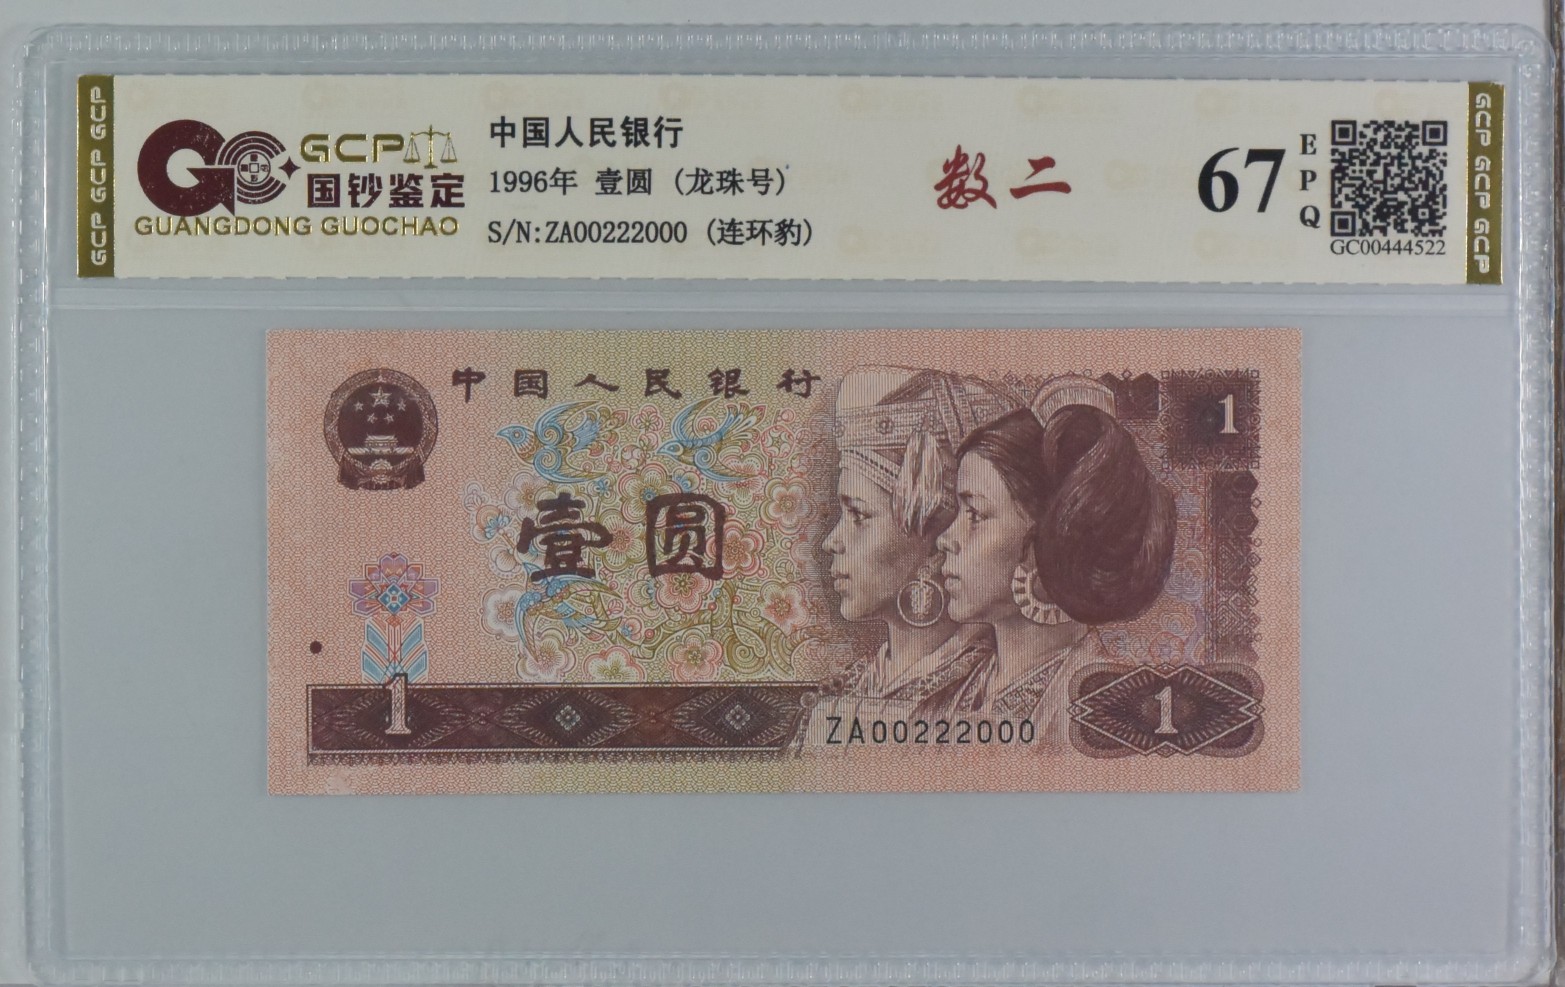 GCP GCP GCP
GCP
国钞鉴定
GUANGDONG GUOCHAO
中国人民银行
1996年 壹圆 (龙珠号)
S/N:ZA00222000 (连环豹)
数二
67
EPQ
GC00444522
GCP GCP GCP
中国人民银行
1
壹圆
1
ZA00222000
1